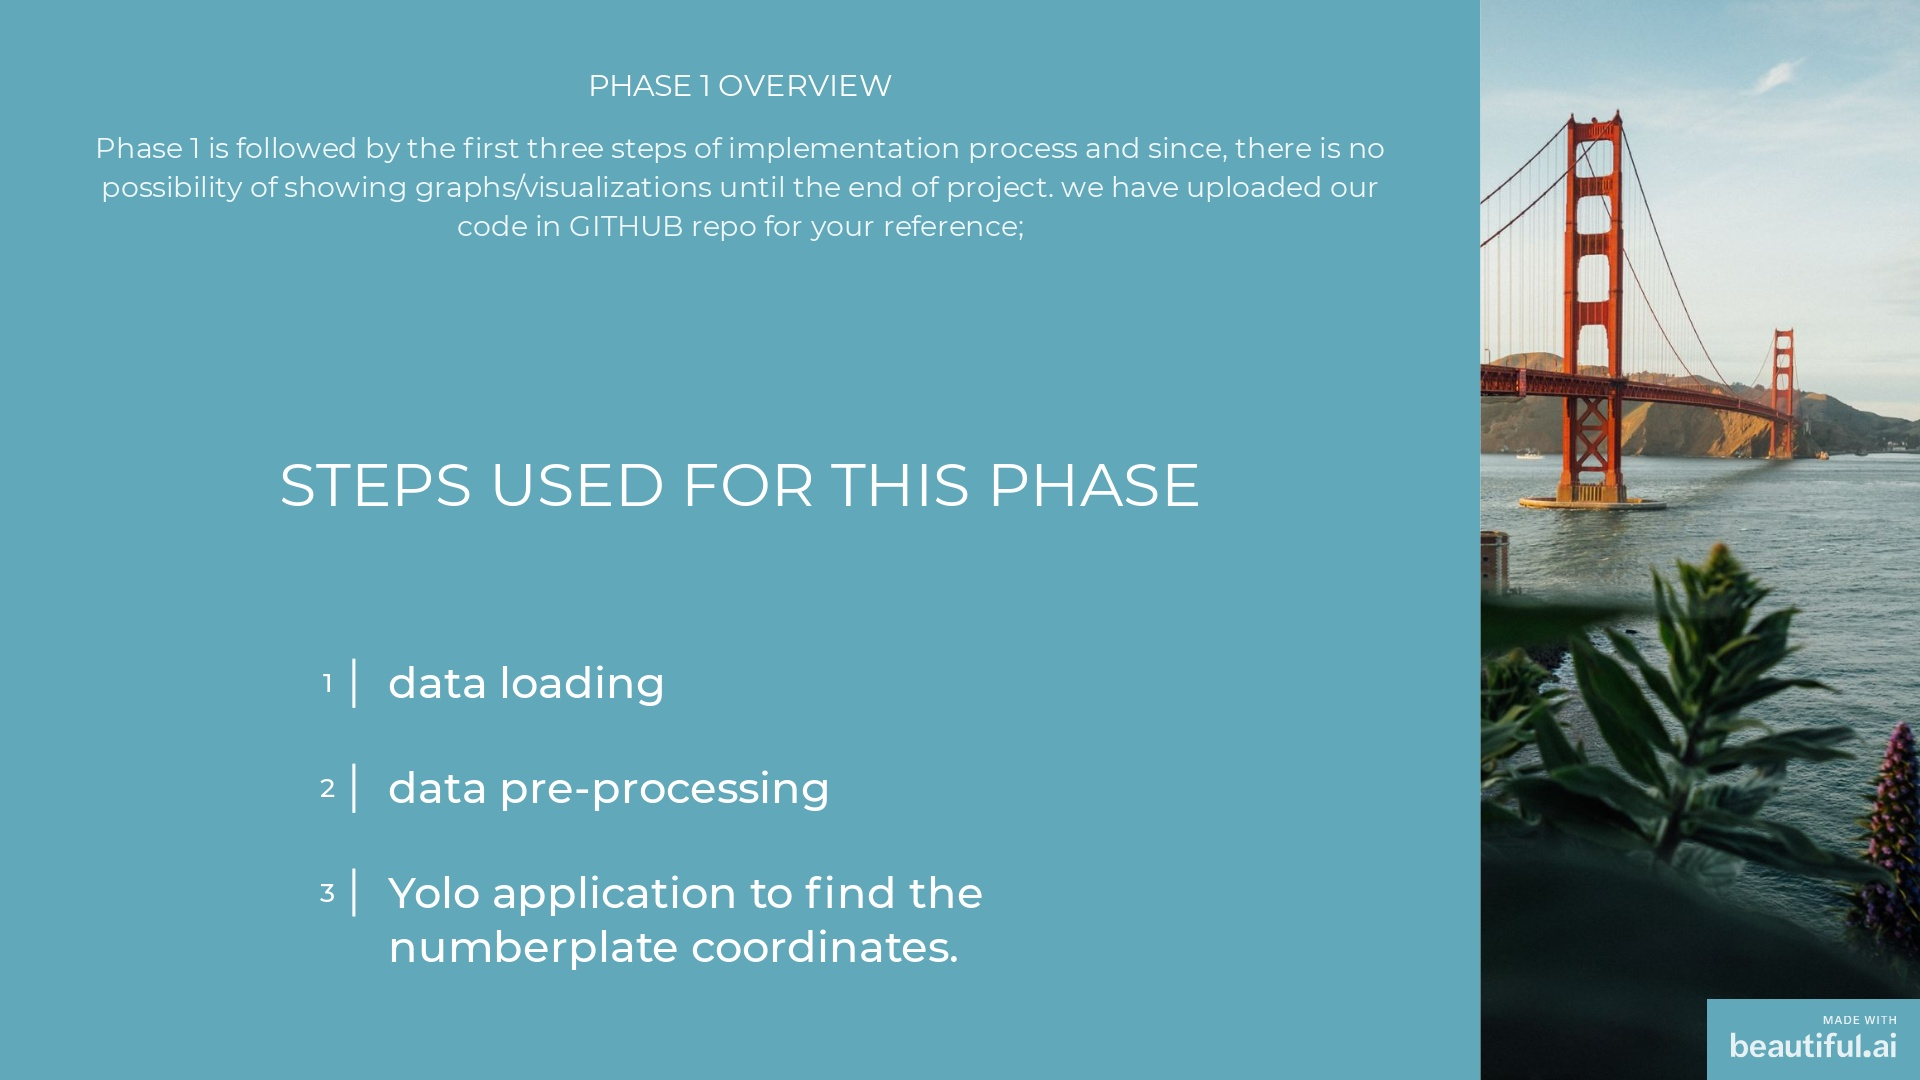 PHASE 1 OVERVIEW
Phase 1 is followed by the first three steps of implementation process and since, there is no
possibility of showing graphs/visualizations until the end of project. we have uploaded our
code in GITHUB repo for your reference;
STEPS USED FOR THIS PHASE
1 data loading
2 data pre-processing
3 Yolo application to find the
numberplate coordinates.
MADE WITH
beautiful.ai